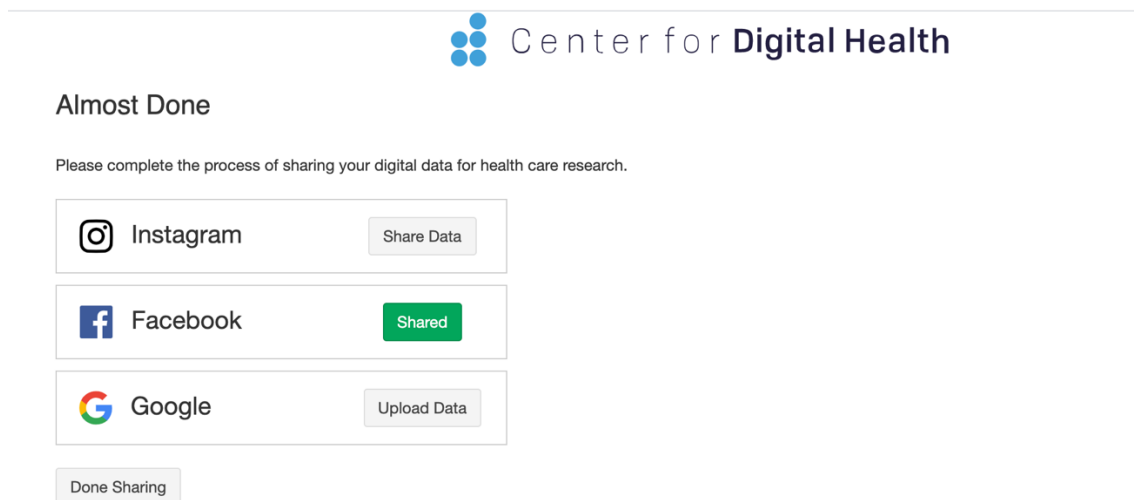 Center for Digital Health
Almost Done
Please complete the process of sharing your digital data for health care research.
Instagram Share Data
Facebook Shared
Google Upload Data
Done Sharing